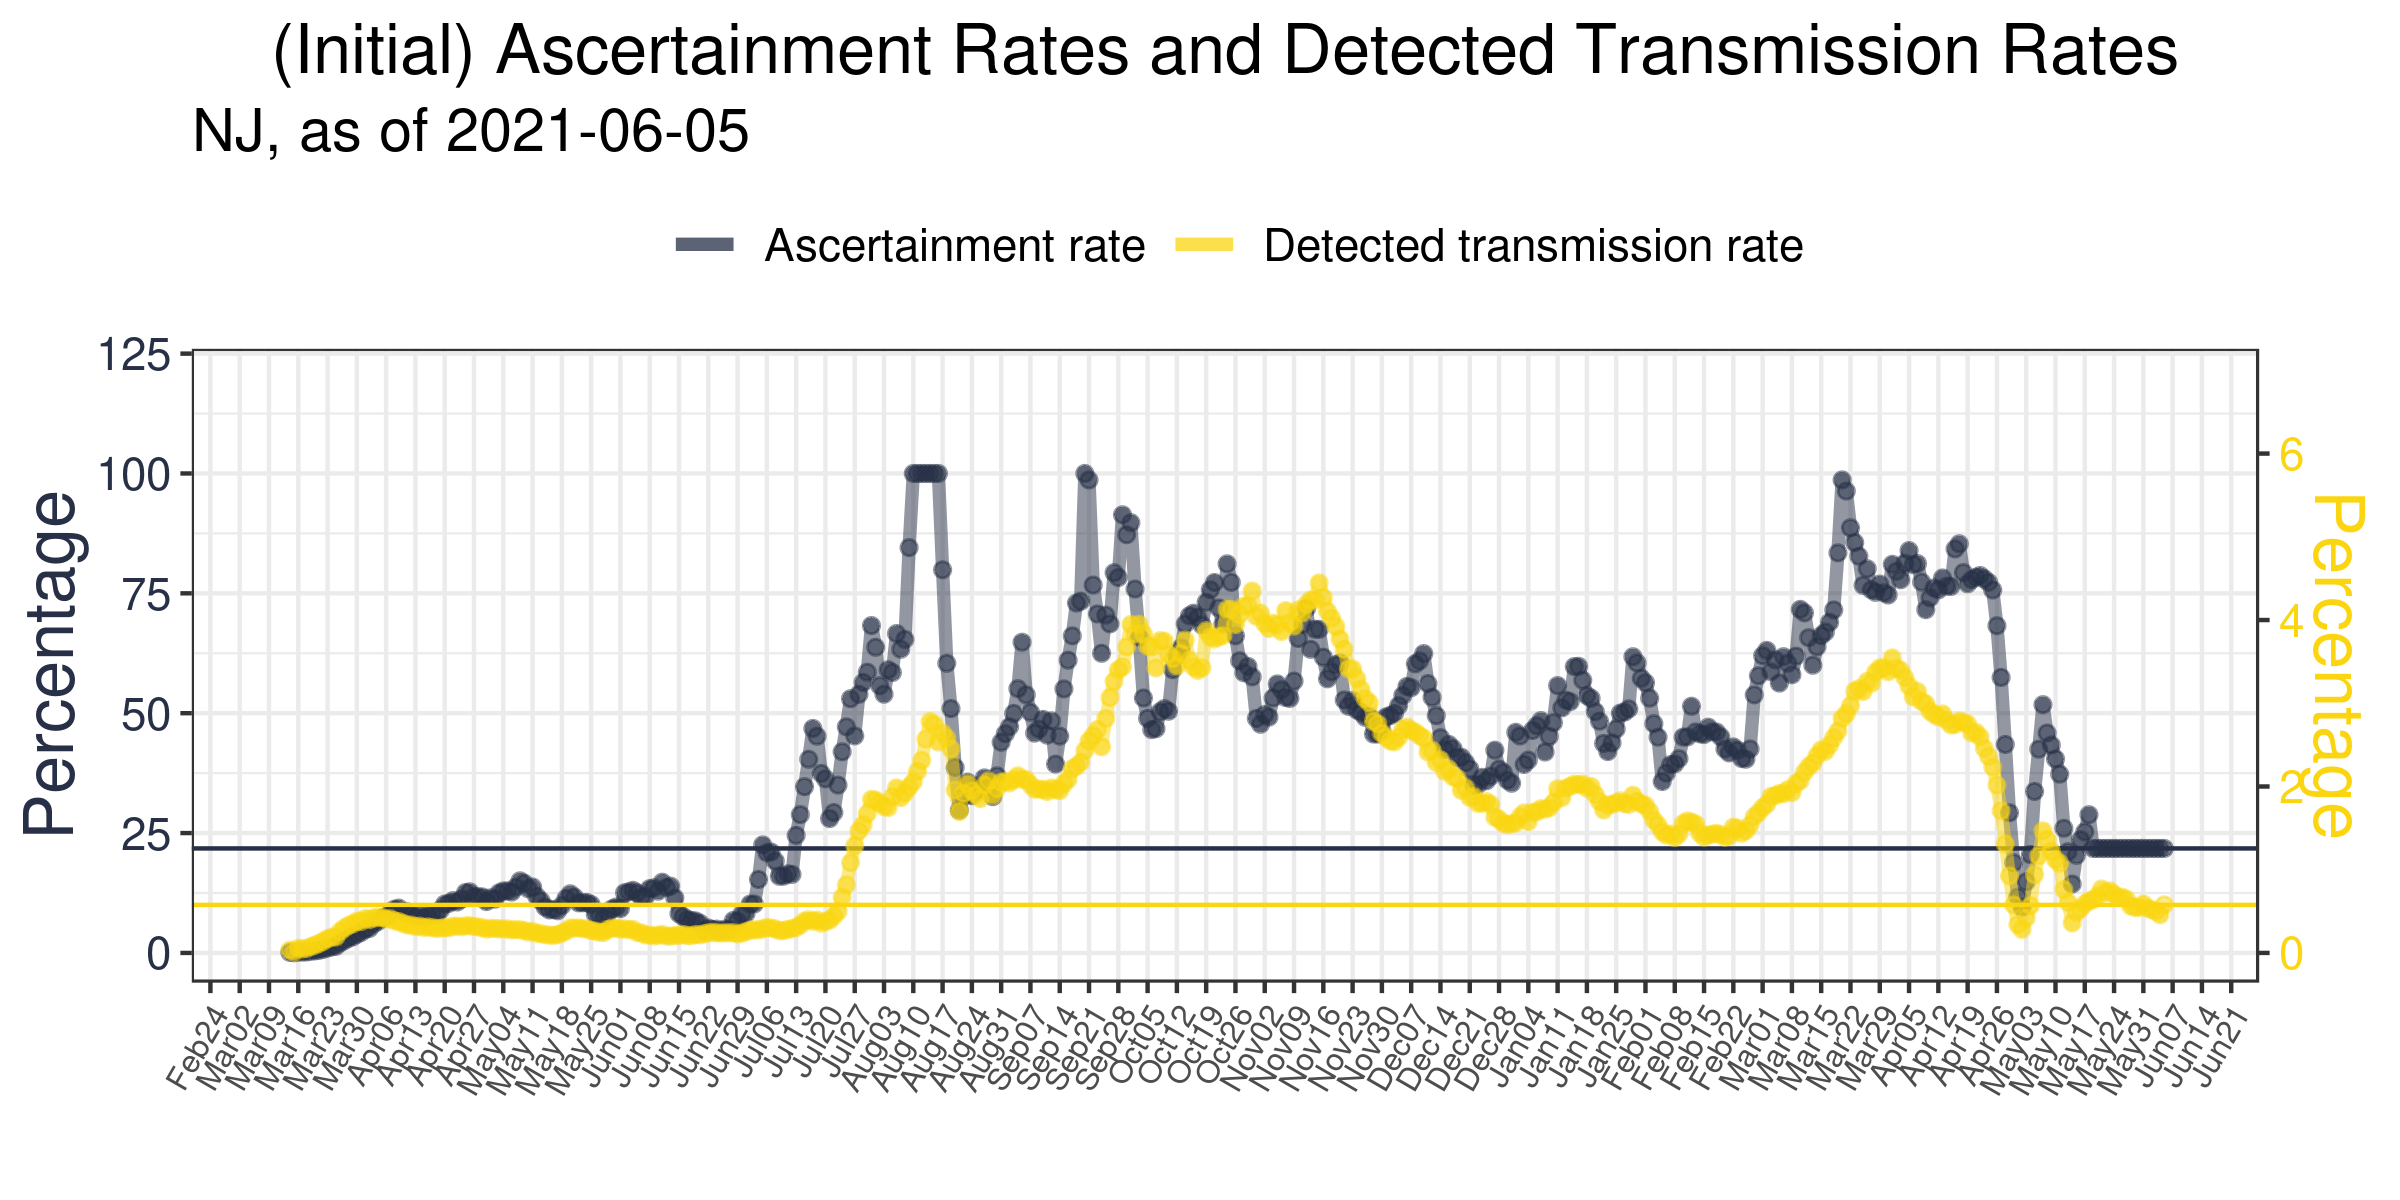 (Initial) Ascertainment Rates and Detected Transmission Rates
NJ, as of 2021-06-05
Ascertainment rate
Detected transmission rate
Percentage
125
100
75
50
25
0
6
4
2
0
Percentage
Feb24
Mar02
Mar09
Mar16
Mar23
Mar30
Apr06
Apr13
Apr20
Apr27
May04
May11
May18
May25
Jun01
Jun08
Jun15
Jun22
Jun29
Jul06
Jul13
Jul20
Jul27
Aug03
Aug10
Aug17
Aug24
Aug31
Sep07
Sep14
Sep21
Sep28
Oct05
Oct12
Oct19
Oct26
Nov02
Nov09
Nov16
Nov23
Nov30
Dec07
Dec14
Dec21
Dec28
Jan04
Jan11
Jan18
Jan25
Feb01
Feb08
Feb15
Feb22
Mar01
Mar08
Mar15
Mar22
Mar29
Apr05
Apr12
Apr19
Apr26
May03
May10
May17
May24
May31
Jun07
Jun14
Jun21